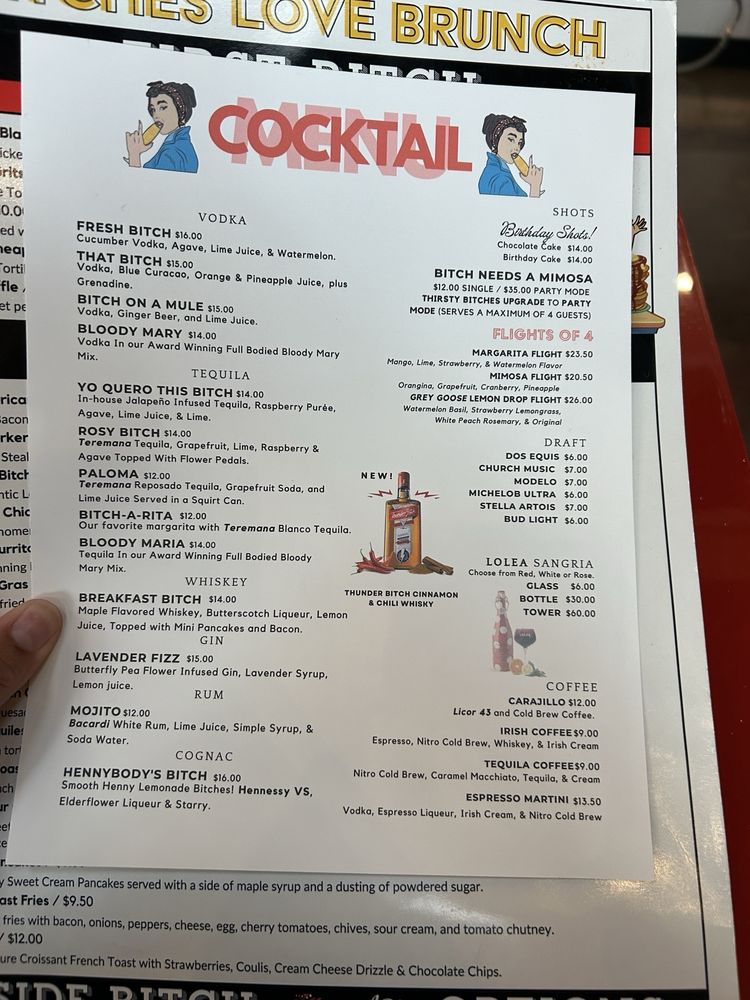 LOVE BRUNCH
COCKTAIL
MENU
VODKA
FRESH BITCH $16.00
Cucumber Vodka, Agave, Lime Juice, & Watermelon.
THAT BITCH $15.00
Vodka, Blue Curacao, Orange & Pineapple Juice, plus
Grenadine.
BITCH ON A MULE $15.00
Vodka, Ginger Beer, and Lime Juice.
BLOODY MARY $14.00
Vodka In our Award Winning Full Bodied Bloody Mary
Mix.
TEQUILA
YO QUERO THIS BITCH $14.00
In-house Jalapeño Infused Tequila, Raspberry Purée,
Agave, Lime Juice, & Lime.
ROSY BITCH $14.00
Teremana Tequila, Grapefruit, Lime, Raspberry &
Agave Topped With Flower Pedals.
PALOMA $12.00
Teremana Reposado Tequila, Grapefruit Soda, and
Lime Juice Served in a Squirt Can.
BITCH-A-RITA $12.00
Our favorite margarita with Teremana Blanco Tequila.
BLOODY MARIA $14.00
Tequila In our Award Winning Full Bodied Bloody
Mary Mix.
WHISKEY
BREAKFAST BITCH $14.00
Maple Flavored Whiskey, Butterscotch Liqueur, Lemon
Juice, Topped with Mini Pancakes and Bacon.
GIN
LAVENDER FIZZ $15.00
Butterfly Pea Flower Infused Gin, Lavender Syrup,
Lemon juice.
RUM
MOJITO $12.00
Bacardi White Rum, Lime Juice, Simple Syrup, &
Soda Water.
COGNAC
HENNYBODY'S BITCH $16.00
Smooth Henny Lemonade Bitches! Hennessy VS,
Elderflower Liqueur & Starry.
SHOTS
Birthday Shots!
Chocolate Cake $14.00
Birthday Cake $14.00
BITCH NEEDS A MIMOSA
$12.00 SINGLE / $35.00 PARTY MODE
THIRSTY BITCHES UPGRADE TO PARTY
MODE (SERVES A MAXIMUM OF 4 GUESTS)
FLIGHTS OF 4
MARGARITA FLIGHT $23.50
Mango, Lime, Strawberry, & Watermelon Flavor
MIMOSA FLIGHT $20.50
Orangina, Grapefruit, Cranberry, Pineapple
GREY GOOSE LEMON DROP FLIGHT $26.00
Watermelon Basil, Strawberry Lemongrass,
White Peach Rosemary, & Original
DRAFT
DOS EQUIS $6.00
CHURCH MUSIC $7.00
MODELO $7.00
MICHELOB ULTRA $6.00
STELLA ARTOIS $7.00
BUD LIGHT $6.00
NEW!
THUNDER BITCH CINNAMON
& CHILI WHISKY
LOLEA SANGRIA
Choose from Red, White or Rose.
GLASS $6.00
BOTTLE $30.00
TOWER $60.00
COFFEE
CARAJILLO $12.00
Licor 43 and Cold Brew Coffee.
IRISH COFFEE $9.00
Espresso, Nitro Cold Brew, Whiskey, & Irish Cream
TEQUILA COFFEE $9.00
Nitro Cold Brew, Caramel Macchiato, Tequila, & Cream
ESPRESSO MARTINI $13.50
Vodka, Espresso Liqueur, Irish Cream, & Nitro Cold Brew
Sweet Cream Pancakes served with a side of maple syrup and a dusting of powdered sugar.
Fries / $9.50
fries with bacon, onions, peppers, cheese, egg, cherry tomatoes, chives, sour cream, and tomato chutney.
/ $12.00
Croissant French Toast with Strawberries, Coulis, Cream Cheese Drizzle & Chocolate Chips.